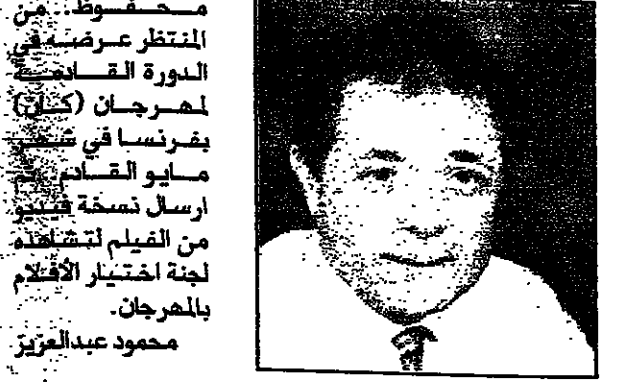 محفوظ.. من
المنتظر عرضه في
الدورة القادمة
لمهرجان (كان)
بفرنسا في شهر
مايو القادم. تم
ارسال نسخة فيديو
من الفيلم لتشاهده
لجنة اختيار الأفلام
بالمهرجان.
محمود عبدالعزيز